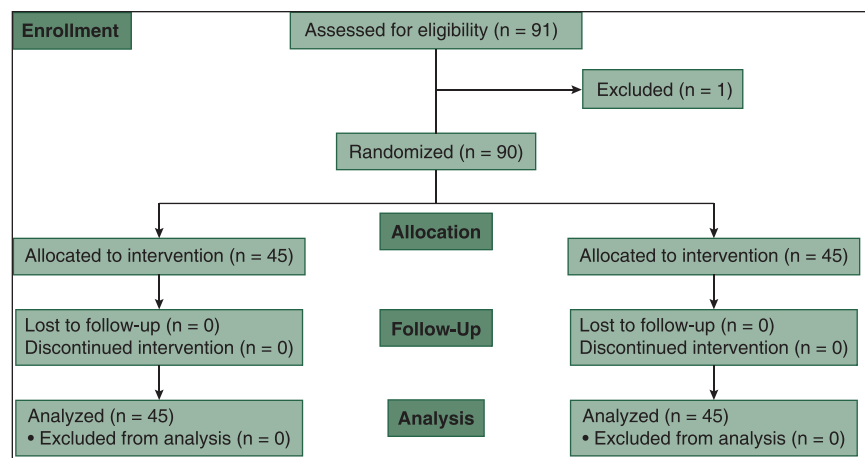 Enrollment
Assessed for eligibility (n = 91)
Excluded (n = 1)
Randomized (n = 90)
Allocation
Allocated to intervention (n = 45)
Allocated to intervention (n = 45)
Follow-Up
Lost to follow-up (n = 0)
Discontinued intervention (n = 0)
Lost to follow-up (n = 0)
Discontinued intervention (n = 0)
Analysis
Analyzed (n = 45)
• Excluded from analysis (n = 0)
Analyzed (n = 45)
• Excluded from analysis (n = 0)